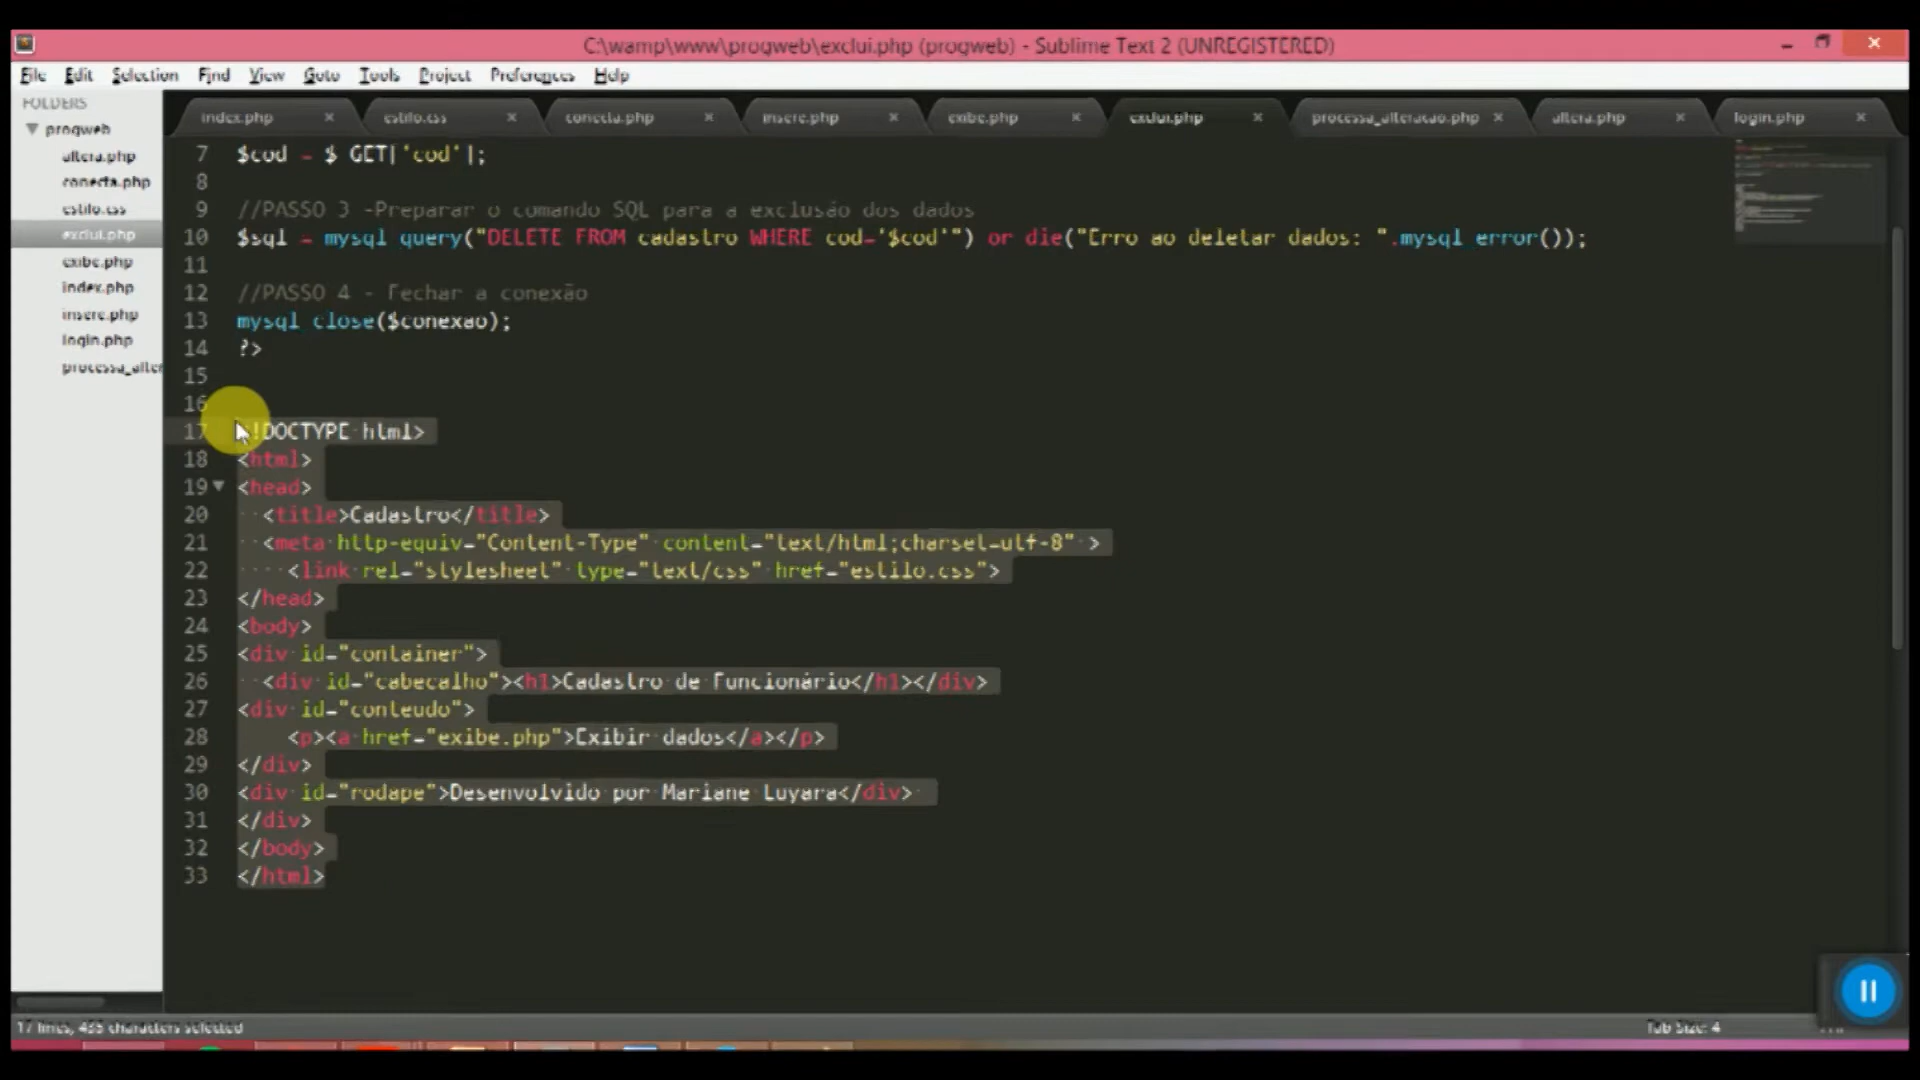 C:\wamp\www\progweb\exclui.php (progweb) - Sublime Text 2 (UNREGISTERED)
File Edit Selection Find View Goto Tools Project Preferences Help
FOLDERS
progweb
altera.php
conecta.php
estilo.css
exclui.php
exibe.php
index.php
insere.php
login.php
processa_alter
index.php × estilo.css × conecta.php × insere.php × exibe.php × exclui.php × processa_alteracao.php × altera.php × login.php ×
7 $cod = $_GET['cod'];
8
9 //PASSO 3 -Preparar o comando SQL para a exclusão dos dados
10 $sql = mysql_query("DELETE FROM cadastro WHERE cod='$cod'") or die("Erro ao deletar dados: ".mysql_error());
11
12 //PASSO 4 - Fechar a conexão
13 mysql_close($conexao);
14 ?>
15
16
17 <!DOCTYPE html>
18 <html>
19 <head>
20 <title>Cadastro</title>
21 <meta http-equiv="Content-Type" content="text/html;charset=utf-8" >
22 <link rel="stylesheet" type="text/css" href="estilo.css">
23 </head>
24 <body>
25 <div id="container">
26 <div id="cabecalho"><h1>Cadastro de Funcionário</h1></div>
27 <div id="conteudo">
28 <p><a href="exibe.php">Exibir dados</a></p>
29 </div>
30 <div id="rodape">Desenvolvido por Mariane Luyara</div>
31 </div>
32 </body>
33 </html>
17 lines, 455 characters selected
Tab Size: 4